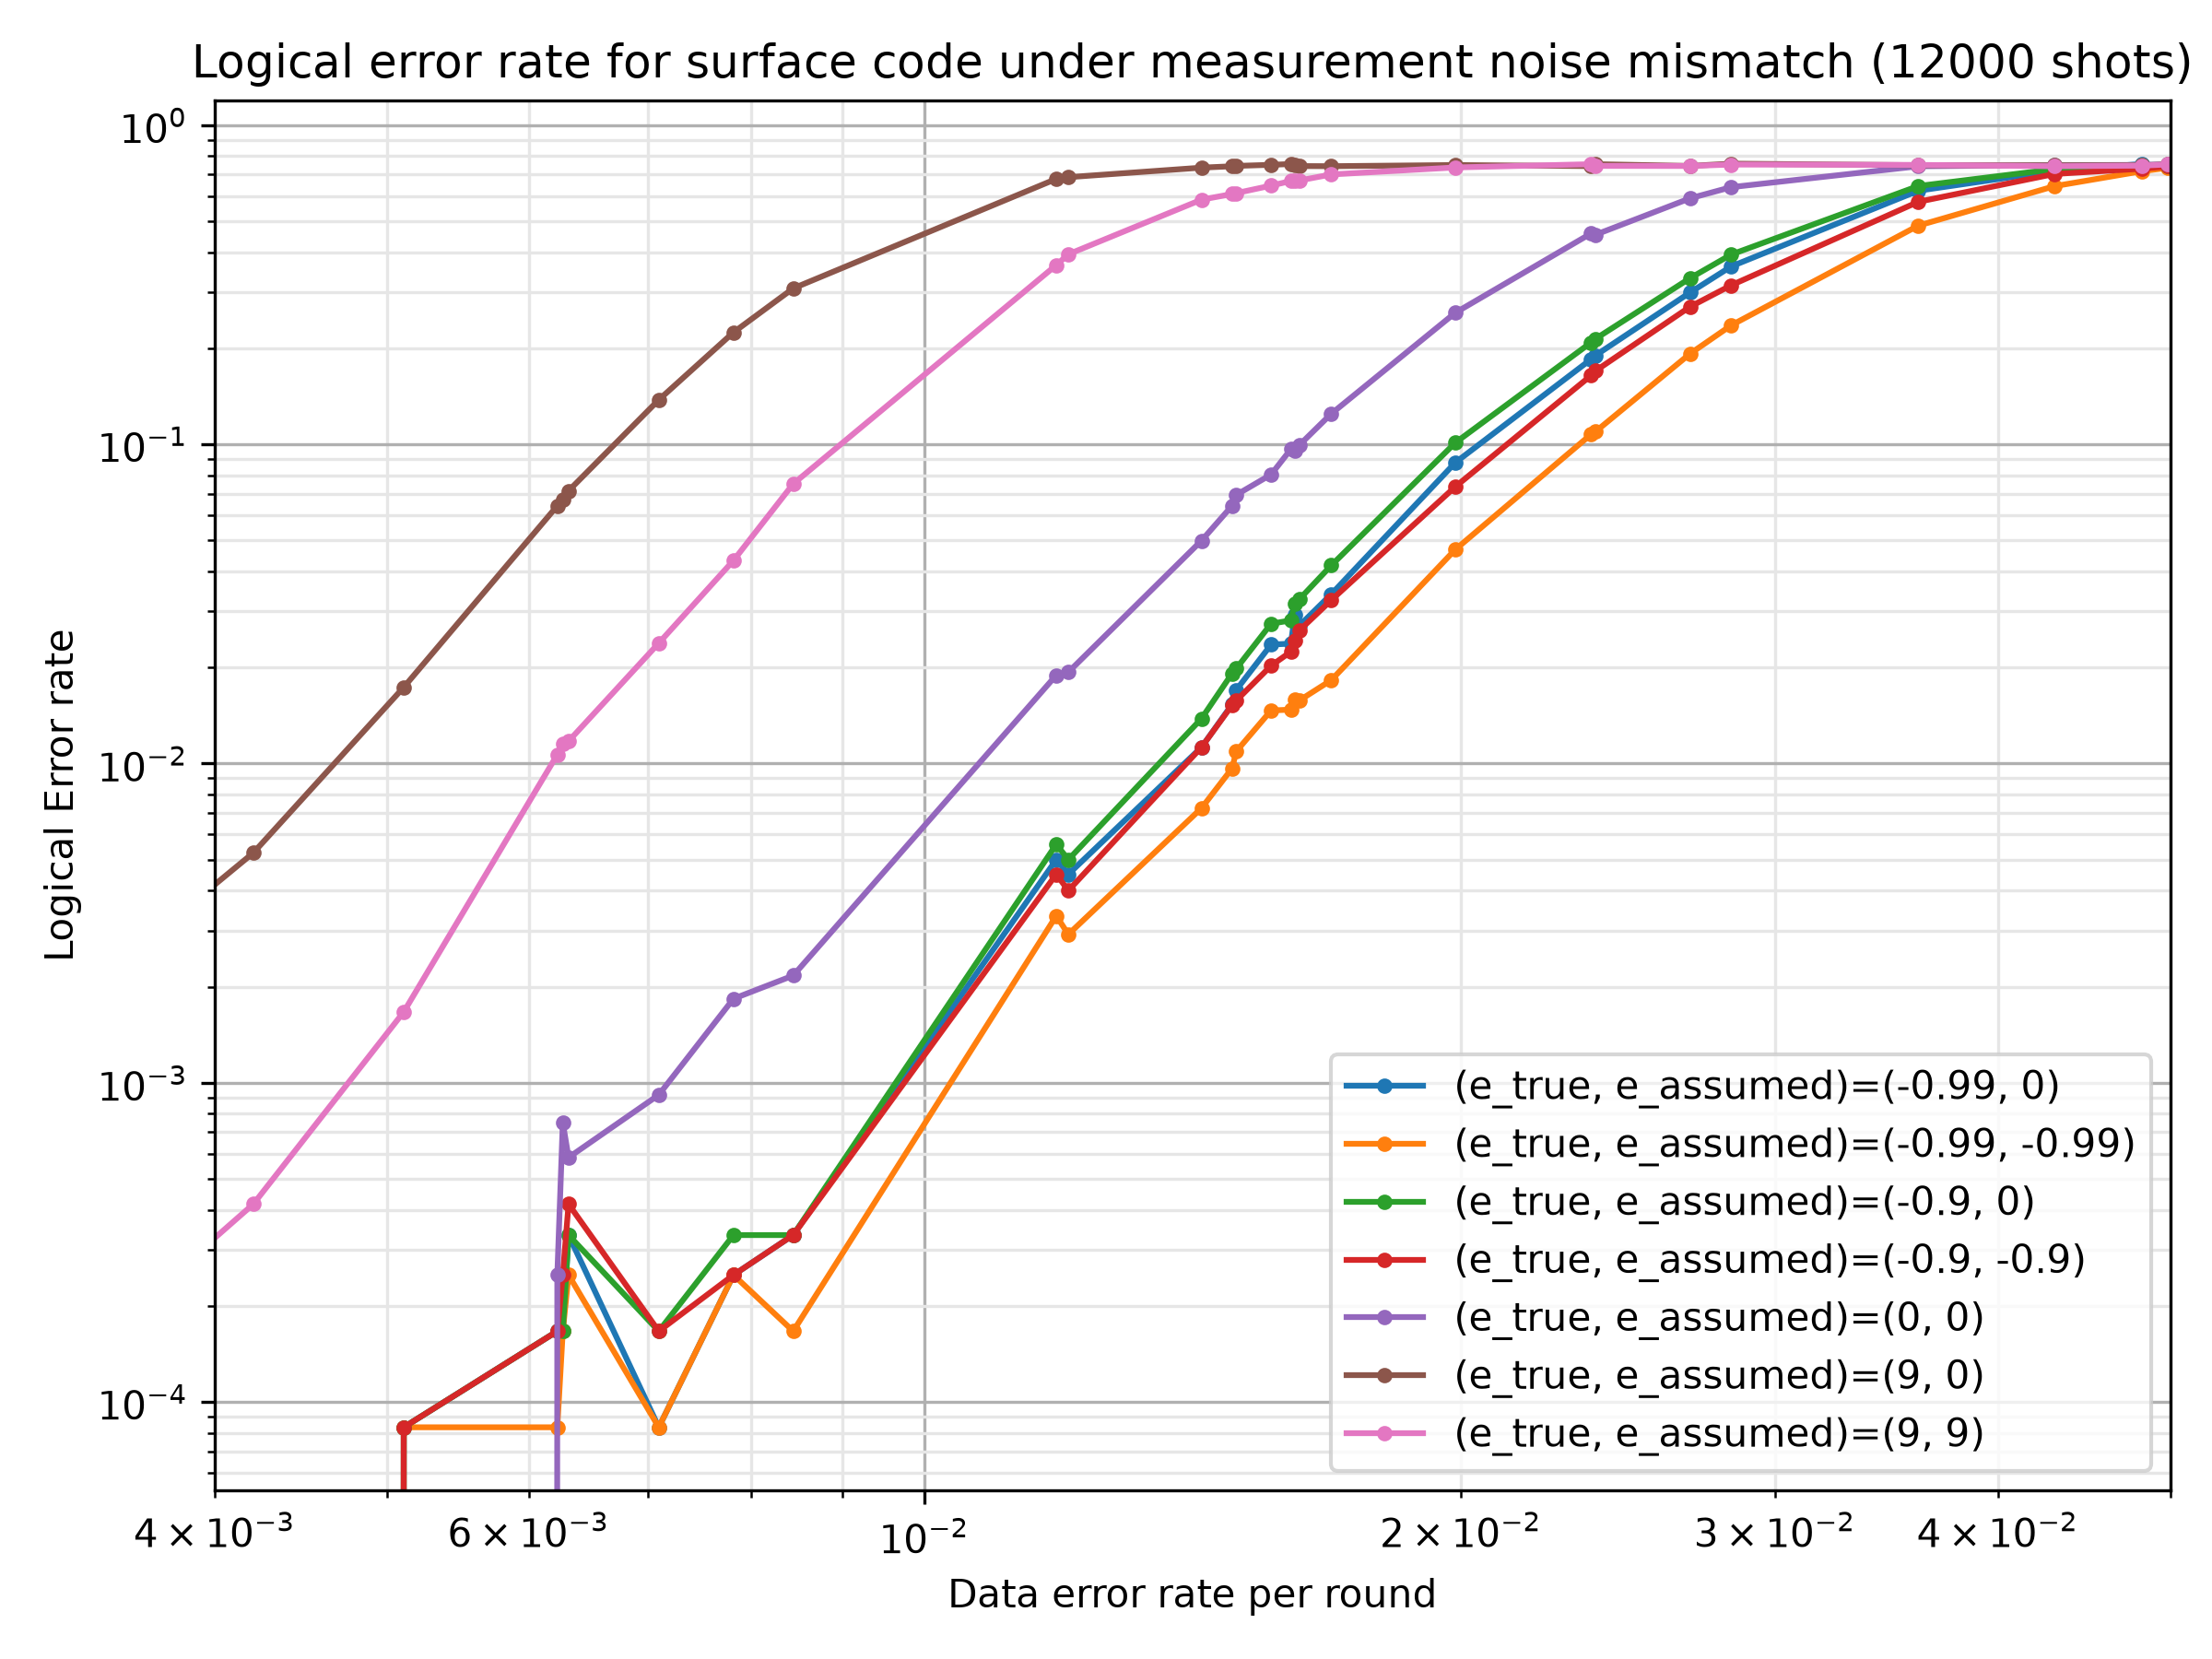 Logical error rate for surface code under measurement noise mismatch (12000 shots)
10⁰
10⁻¹
10⁻²
10⁻³
10⁻⁴
Logical Error rate
(e_true, e_assumed)=(-0.99, 0)
(e_true, e_assumed)=(-0.99, -0.99)
(e_true, e_assumed)=(-0.9, 0)
(e_true, e_assumed)=(-0.9, -0.9)
(e_true, e_assumed)=(0, 0)
(e_true, e_assumed)=(9, 0)
(e_true, e_assumed)=(9, 9)
4 × 10⁻³ 6 × 10⁻³ 10⁻² 2 × 10⁻² 3 × 10⁻² 4 × 10⁻²
Data error rate per round